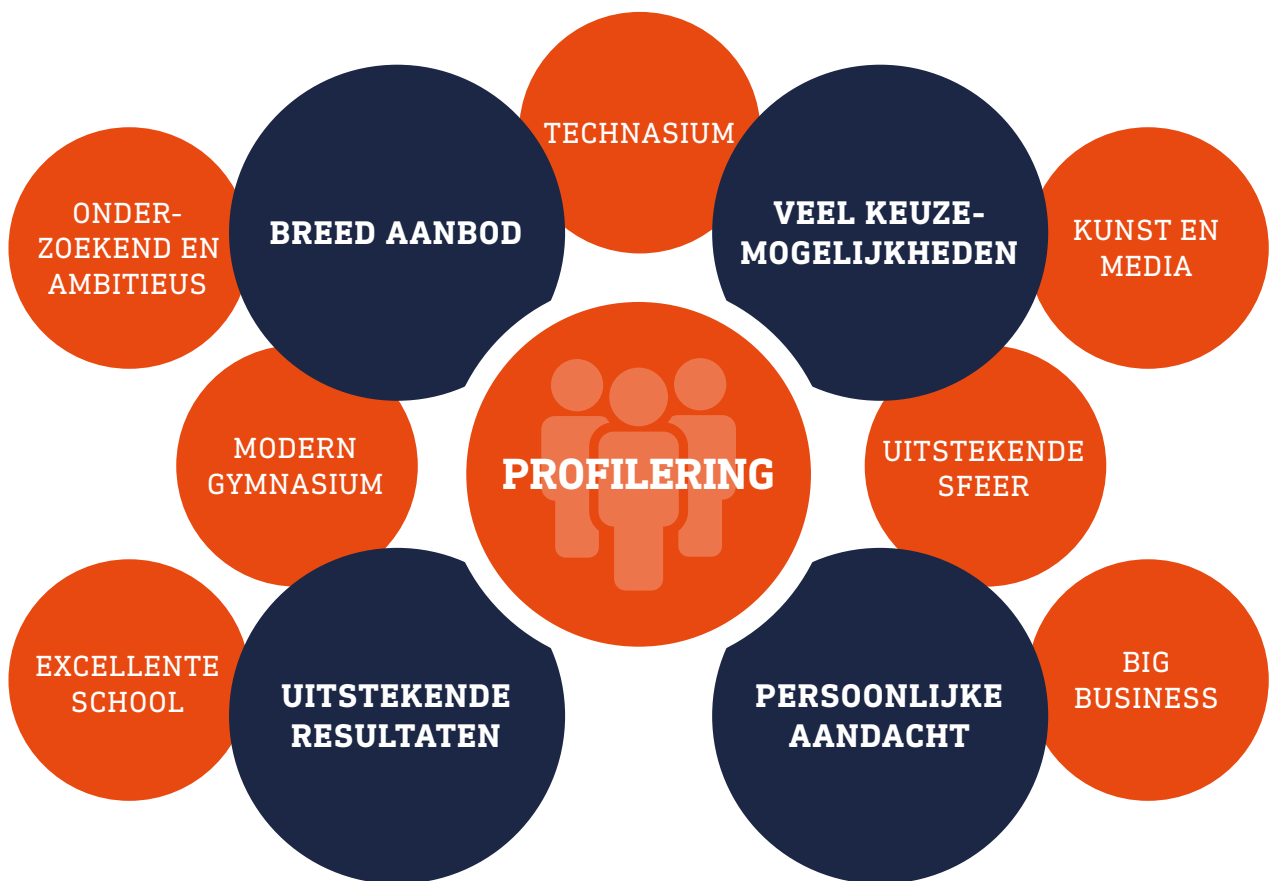 TECHNASIUM
ONDER-
ZOEKEND EN
AMBITIEUS
BREED AANBOD
VEEL KEUZE-
MOGELIJKHEDEN
KUNST EN
MEDIA
MODERN
GYMNASIUM
PROFILERING
UITSTEKENDE
SFEER
EXCELLENTE
SCHOOL
UITSTEKENDE
RESULTATEN
PERSOONLIJKE
AANDACHT
BIG
BUSINESS